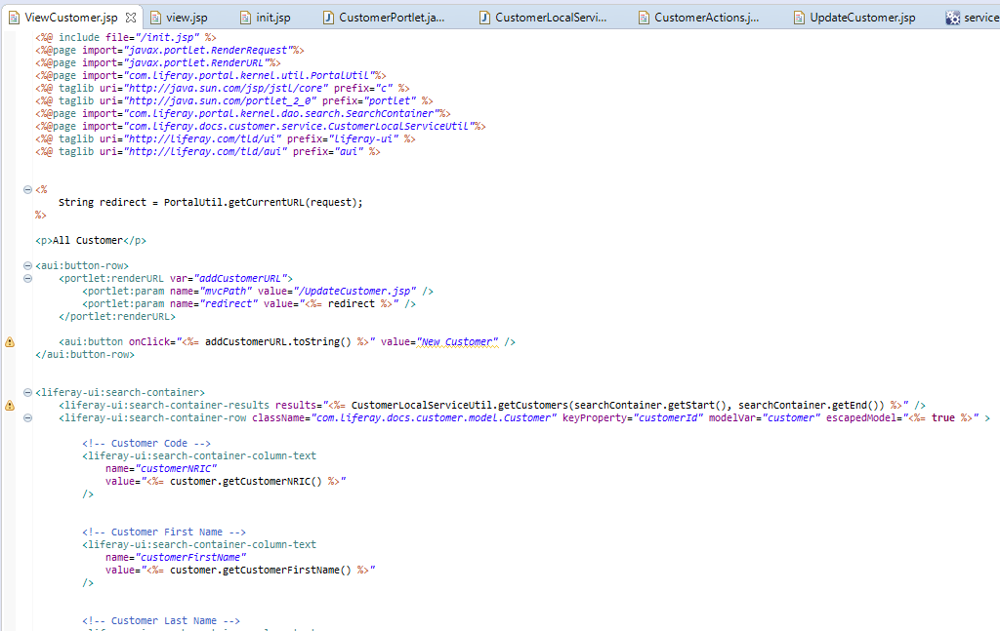 ViewCustomer.jsp view.jsp init.jsp CustomerPortlet.ja... CustomerLocalServi... CustomerActions.j... UpdateCustomer.jsp service
<%@ include file="/init.jsp" %>
<%@page import="javax.portlet.RenderRequest"%>
<%@page import="javax.portlet.RenderURL"%>
<%@page import="com.liferay.portal.kernel.util.PortalUtil"%>
<%@ taglib uri="http://java.sun.com/jsp/jstl/core" prefix="c" %>
<%@ taglib uri="http://java.sun.com/portlet_2_0" prefix="portlet" %>
<%@page import="com.liferay.portal.kernel.dao.search.SearchContainer"%>
<%@page import="com.liferay.docs.customer.service.CustomerLocalServiceUtil"%>
<%@ taglib uri="http://liferay.com/tld/ui" prefix="liferay-ui" %>
<%@ taglib uri="http://liferay.com/tld/aui" prefix="aui" %>
<%
String redirect = PortalUtil.getCurrentURL(request);
%>
<p>All Customer</p>
<aui:button-row>
<portlet:renderURL var="addCustomerURL">
<portlet:param name="mvcPath" value="/UpdateCustomer.jsp" />
<portlet:param name="redirect" value="<%= redirect %>" />
</portlet:renderURL>
<aui:button onClick="<%= addCustomerURL.toString() %>" value="New Customer" />
</aui:button-row>
<liferay-ui:search-container>
<liferay-ui:search-container-results results="<%= CustomerLocalServiceUtil.getCustomers(searchContainer.getStart(), searchContainer.getEnd()) %>" />
<liferay-ui:search-container-row className="com.liferay.docs.customer.model.Customer" keyProperty="customerId" modelVar="customer" escapedModel="<%= true %>" >
<!-- Customer Code -->
<liferay-ui:search-container-column-text
name="customerNRIC"
value="<%= customer.getCustomerNRIC() %>"
/>
<!-- Customer First Name -->
<liferay-ui:search-container-column-text
name="customerFirstName"
value="<%= customer.getCustomerFirstName() %>"
/>
<!-- Customer Last Name -->